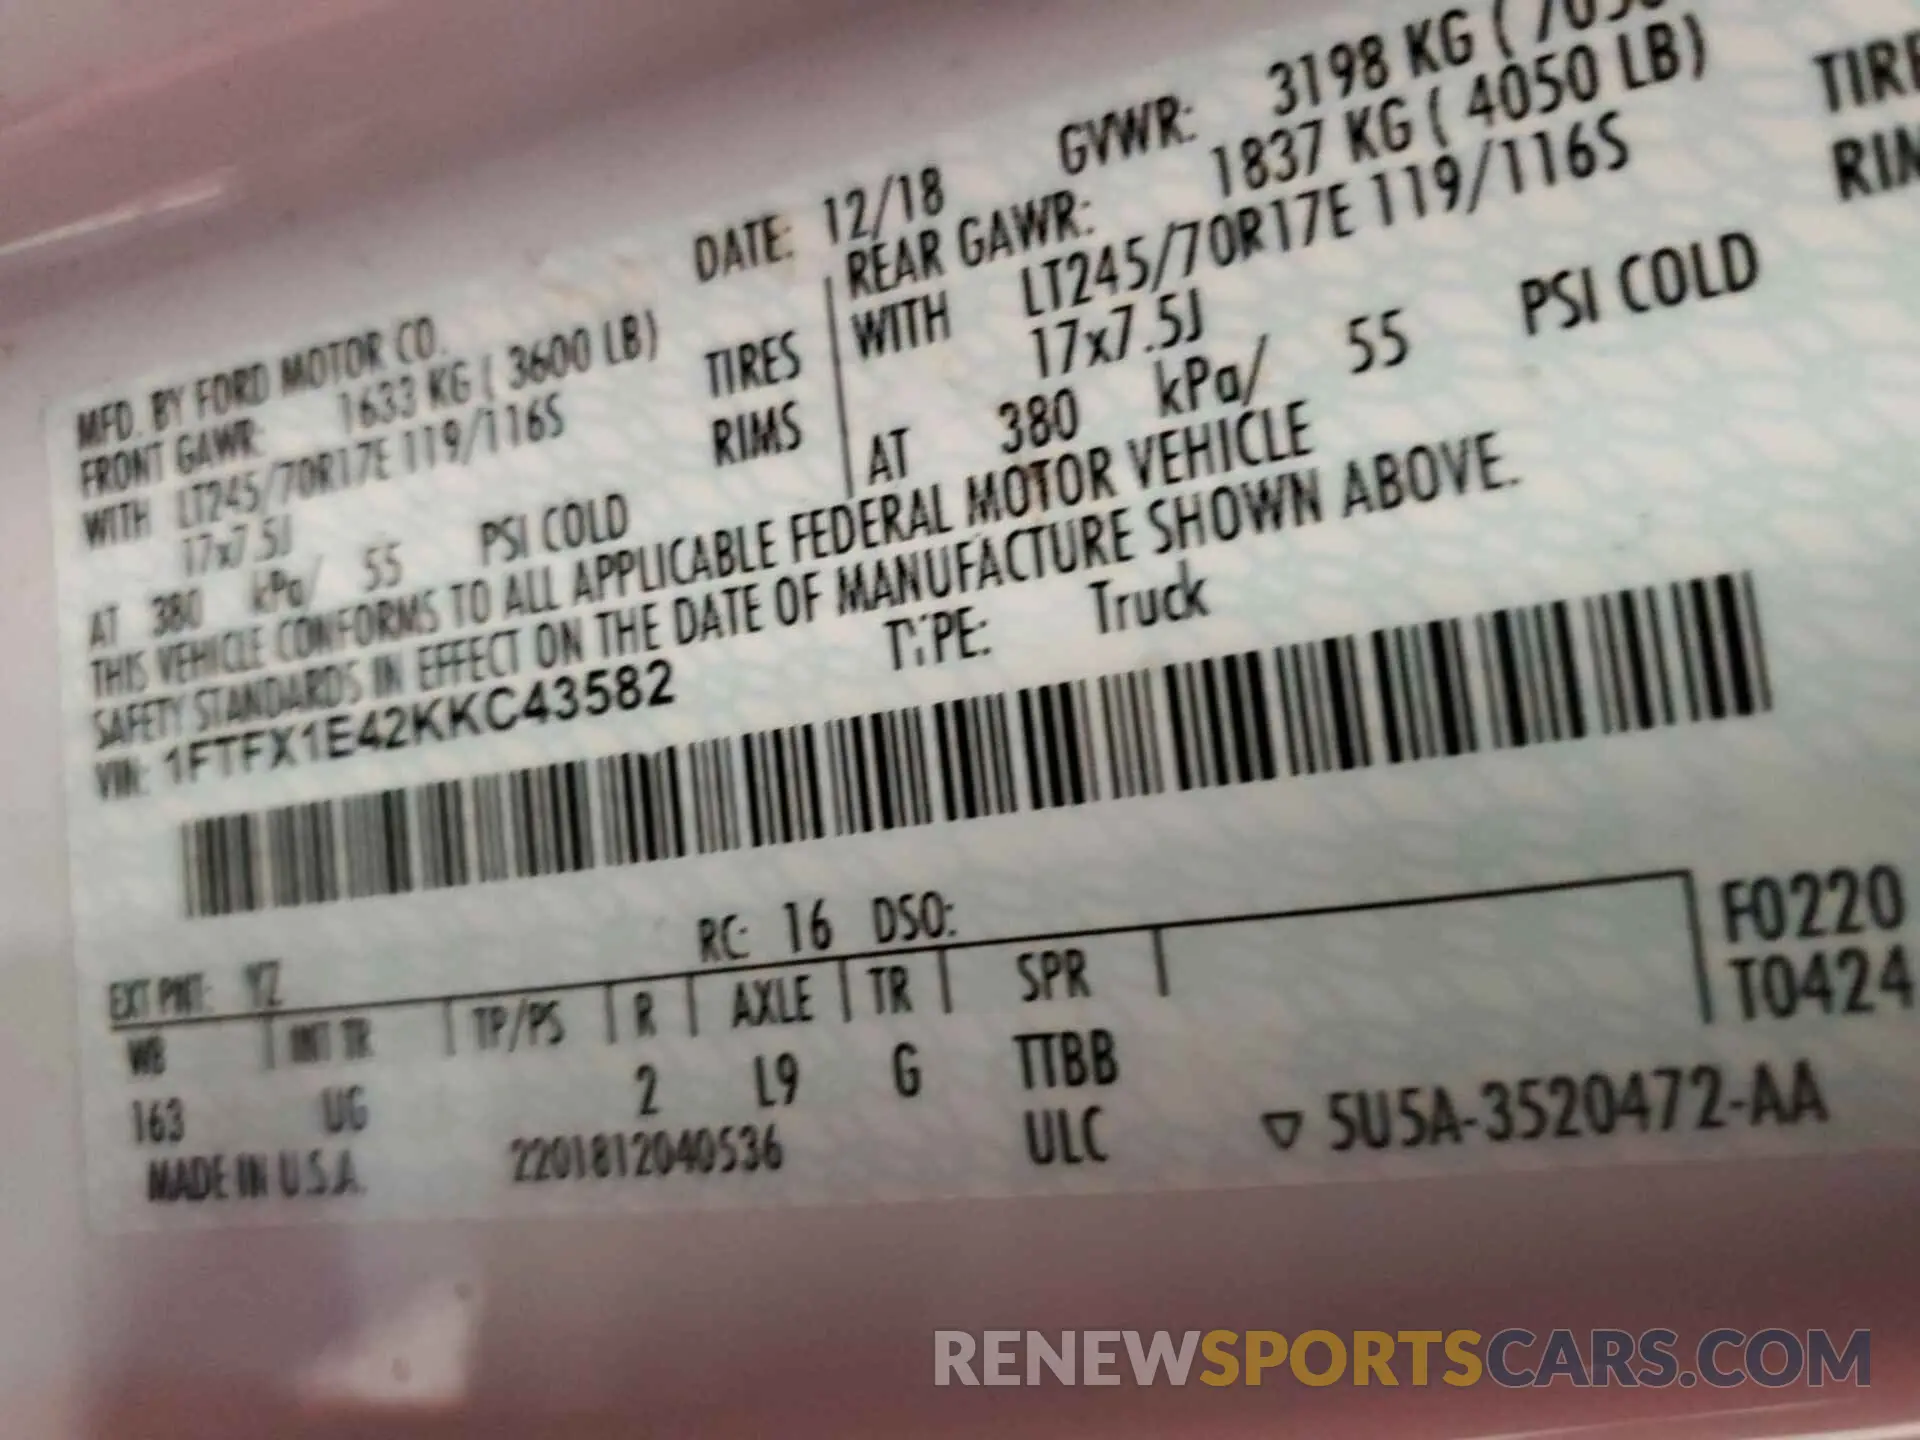 MFD. BY FORD MOTOR CO.
DATE: 12/18
GVWR: 3198 KG (
FRONT GAWR: 1633 KG ( 3600 LB)
REAR GAWR: 1837 KG ( 4050 LB)
WITH LT245/70R17E 119/116S TIRES
WITH LT245/70R17E 119/116S
17x7.5J RIMS
17x7.5J
AT 380 kPa/ 55 PSI COLD
AT 380 kPa/ 55 PSI COLD
THIS VEHICLE CONFORMS TO ALL APPLICABLE FEDERAL MOTOR VEHICLE
SAFETY STANDARDS IN EFFECT ON THE DATE OF MANUFACTURE SHOWN ABOVE.
VIN: 1FTFX1E42KKC43582
TYPE: Truck
EXT PNT: YZ RC: 16 DSO:
F0220
WB INT TR TP/PS R AXLE TR SPR
T0424
163 UG 2 L9 G TTBB
MADE IN U.S.A. 2201812040536 ULC ▽ 5U5A-3520472-AA
RENEWSPORTSCARS.COM